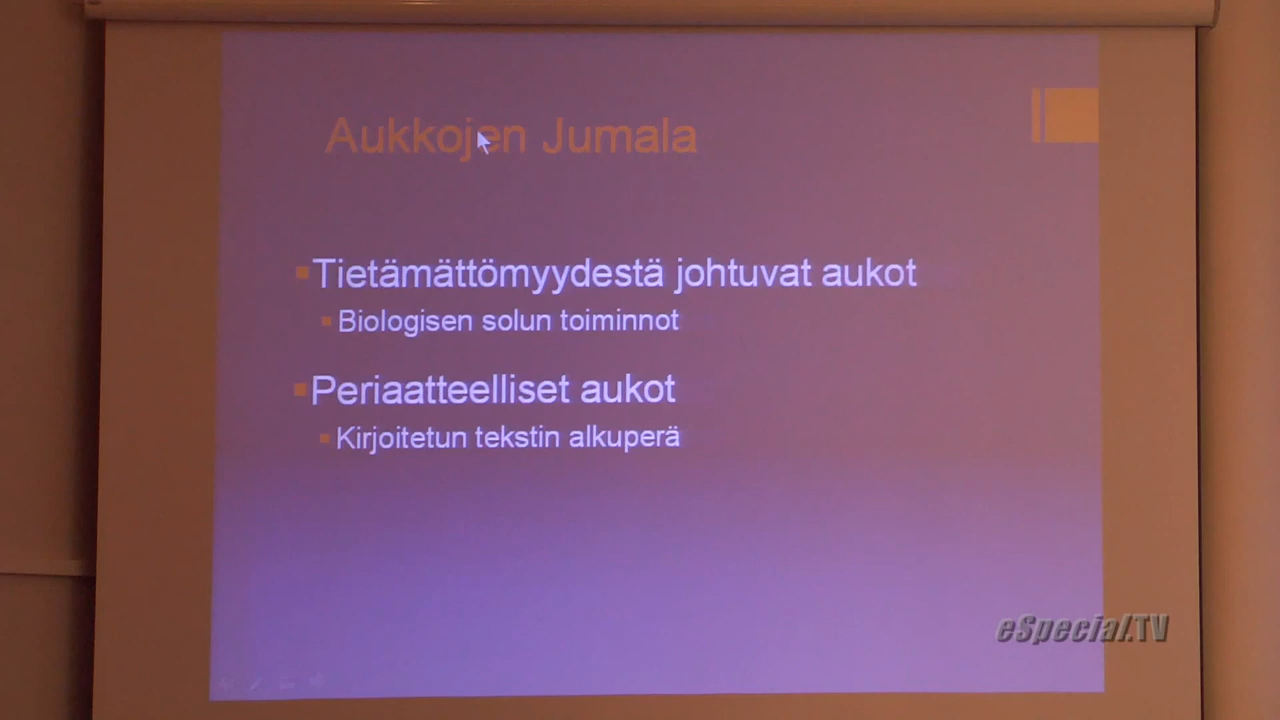 Aukkojen Jumala
Tietämättömyydestä johtuvat aukot
Biologisen solun toiminnot
Periaatteelliset aukot
Kirjoitetun tekstin alkuperä
eSpecial.TV